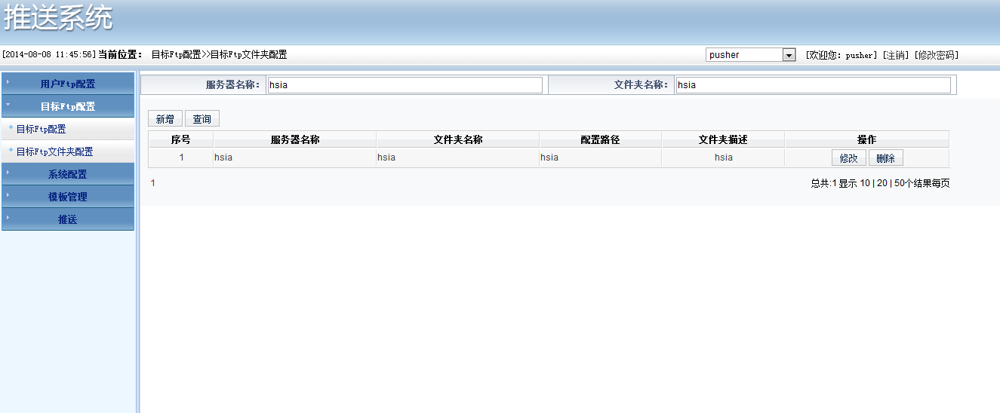 推送系统
[2014-08-08 11:45:56] 当前位置： 目标Ftp配置>>目标Ftp文件夹配置 pusher [欢迎您：pusher] [注销] [修改密码]
用户Ftp配置
目标Ftp配置
目标Ftp配置
目标Ftp文件夹配置
系统配置
模板管理
推送
服务器名称： hsia 文件夹名称： hsia
新增 查询
序号 服务器名称 文件夹名称 配置路径 文件夹描述 操作
1 hsia hsia hsia hsia 修改 删除
1 总共:1 显示 10 | 20 | 50个结果每页